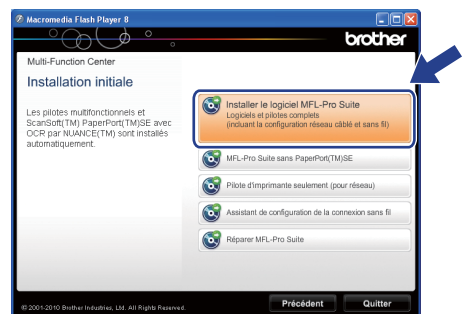 Macromedia Flash Player 8
brother
Multi-Function Center
Installation initiale
Les pilotes multifonctionnels et
ScanSoft(TM) PaperPort(TM)SE avec
OCR par NUANCE(TM) sont installés
automatiquement.
Installer le logiciel MFL-Pro Suite
Logiciels et pilotes complets
(incluant la configuration réseau câblé et sans fil)
MFL-Pro Suite sans PaperPort(TM)SE
Pilote d'imprimante seulement (pour réseau)
Assistant de configuration de la connexion sans fil
Réparer MFL-Pro Suite
© 2001-2010 Brother Industries, Ltd. All Rights Reserved.
Précédent
Quitter